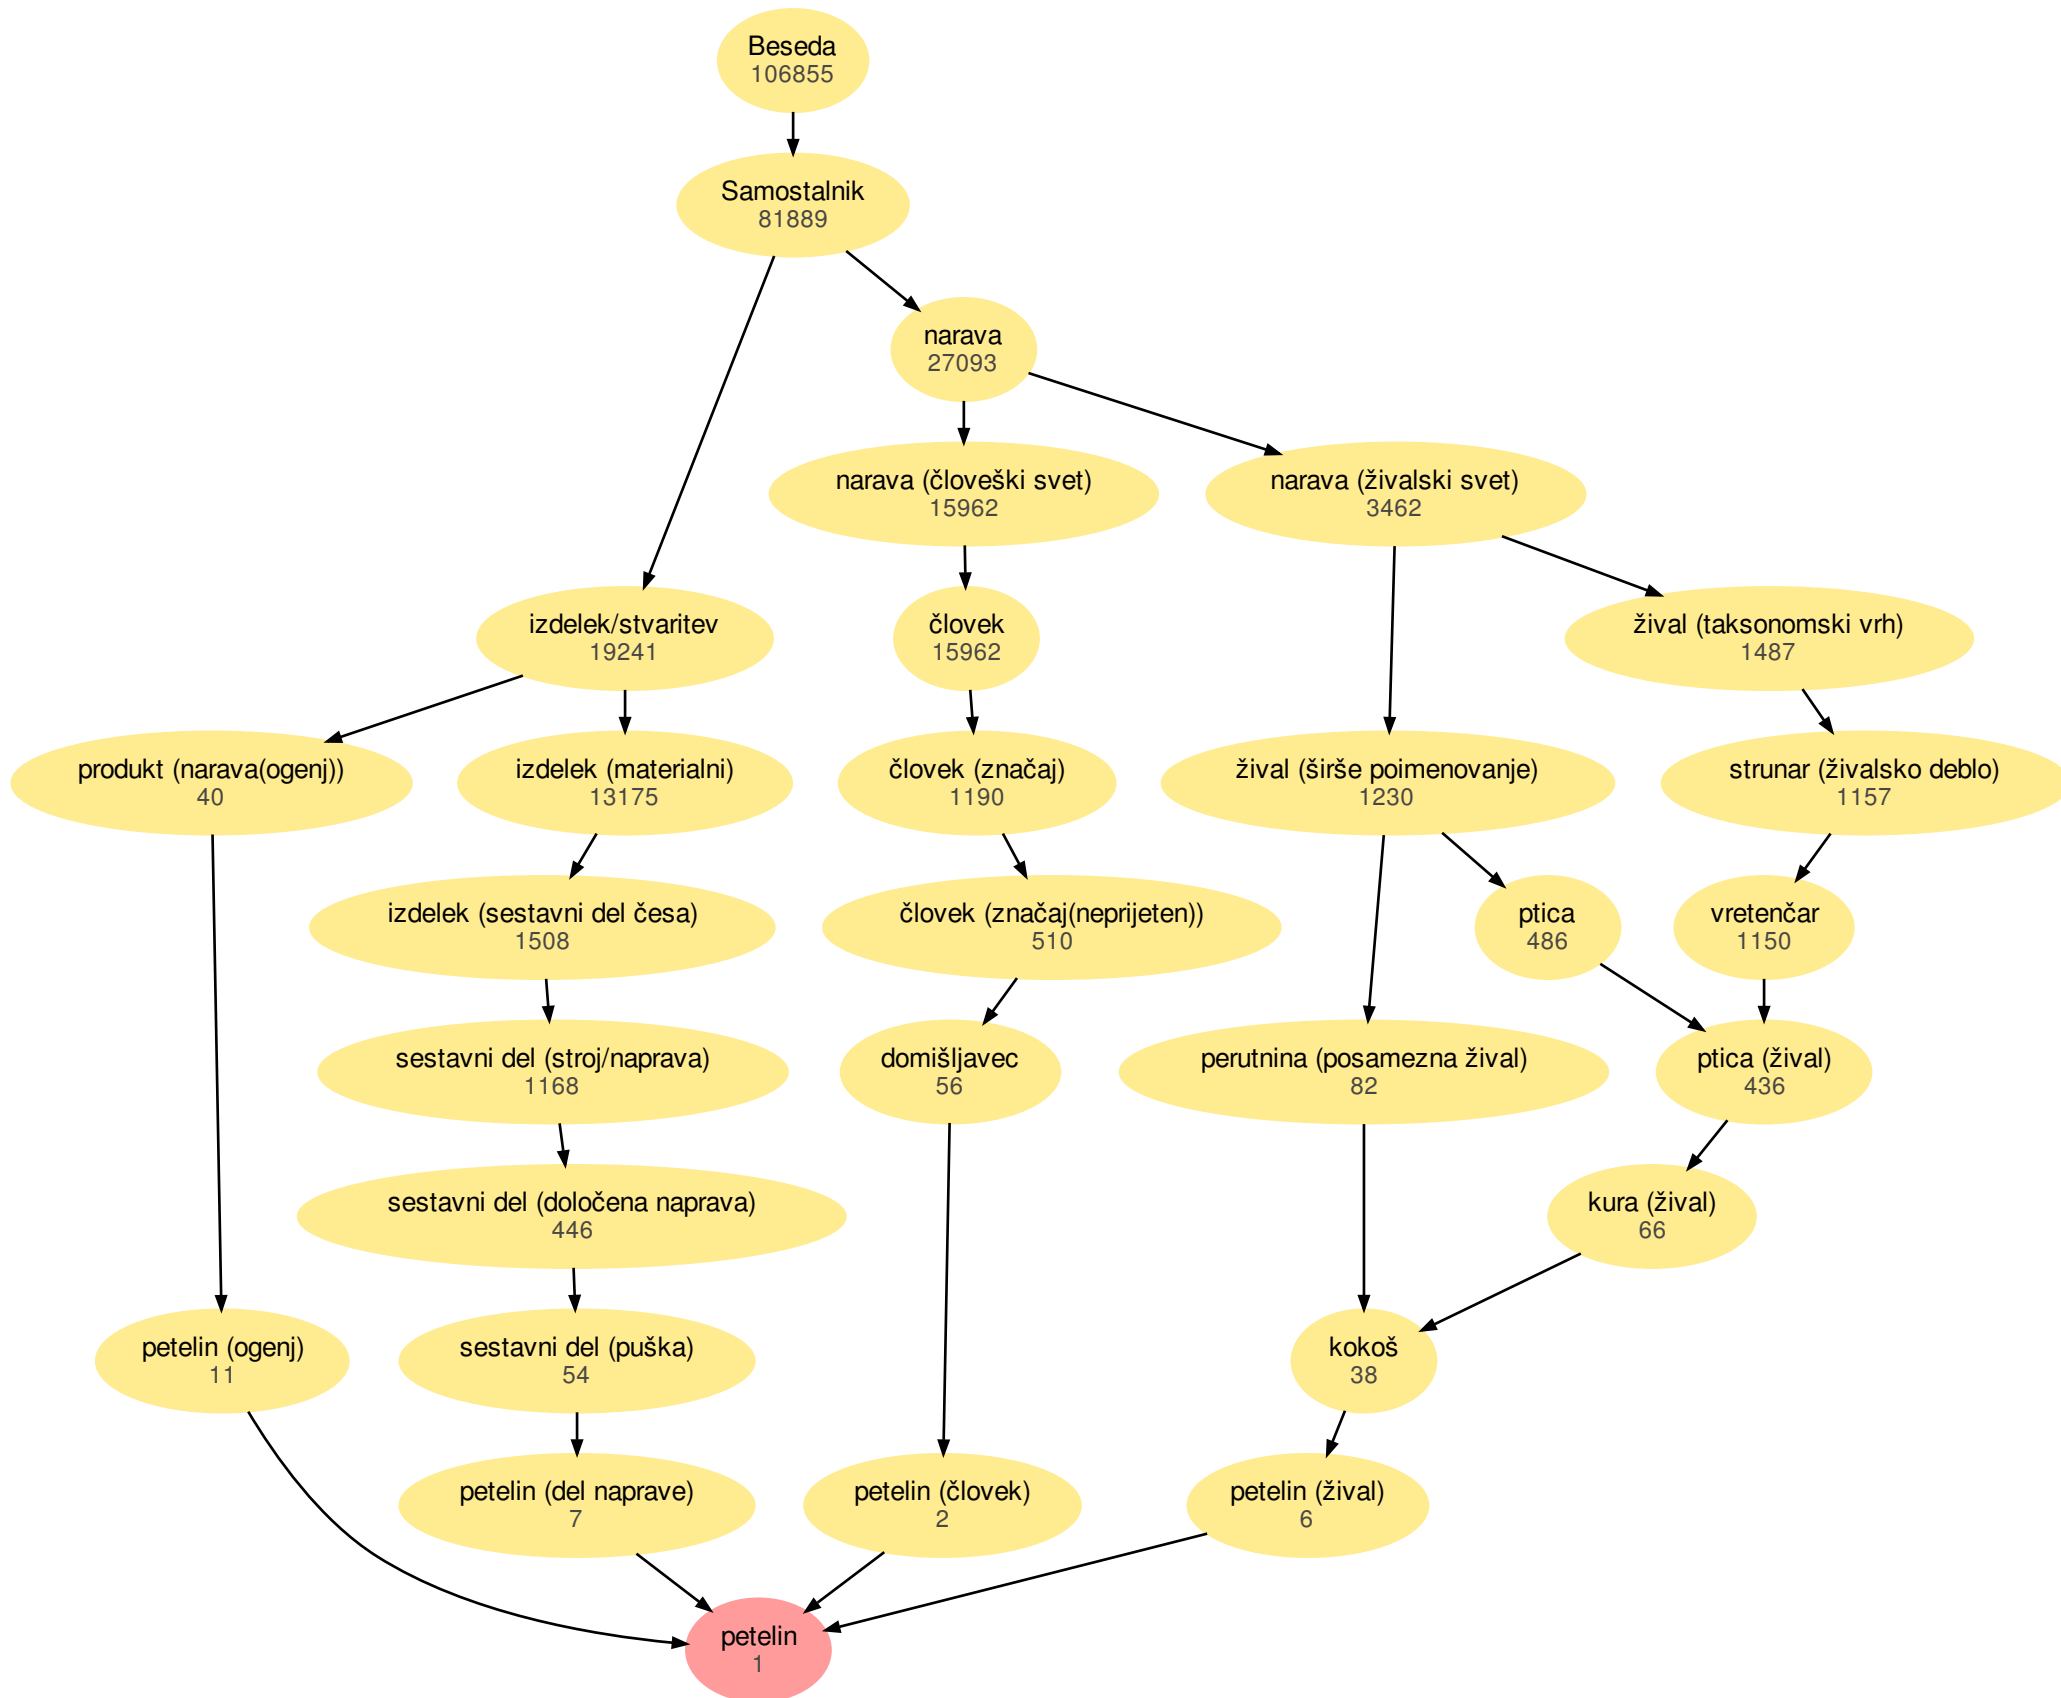 Beseda
106855
Samostalnik
81889
narava
27093
narava (človeški svet)
15962
narava (živalski svet)
3462
izdelek/stvaritev
19241
človek
15962
žival (taksonomski vrh)
1487
produkt (narava(ogenj))
40
izdelek (materialni)
13175
človek (značaj)
1190
žival (širše poimenovanje)
1230
strunar (živalsko deblo)
1157
izdelek (sestavni del česa)
1508
človek (značaj(neprijeten))
510
ptica
486
vretenčar
1150
sestavni del (stroj/naprava)
1168
domišljavec
56
perutnina (posamezna žival)
82
ptica (žival)
436
sestavni del (določena naprava)
446
kura (žival)
66
petelin (ogenj)
11
sestavni del (puška)
54
kokoš
38
petelin (del naprave)
7
petelin (človek)
2
petelin (žival)
6
petelin
1